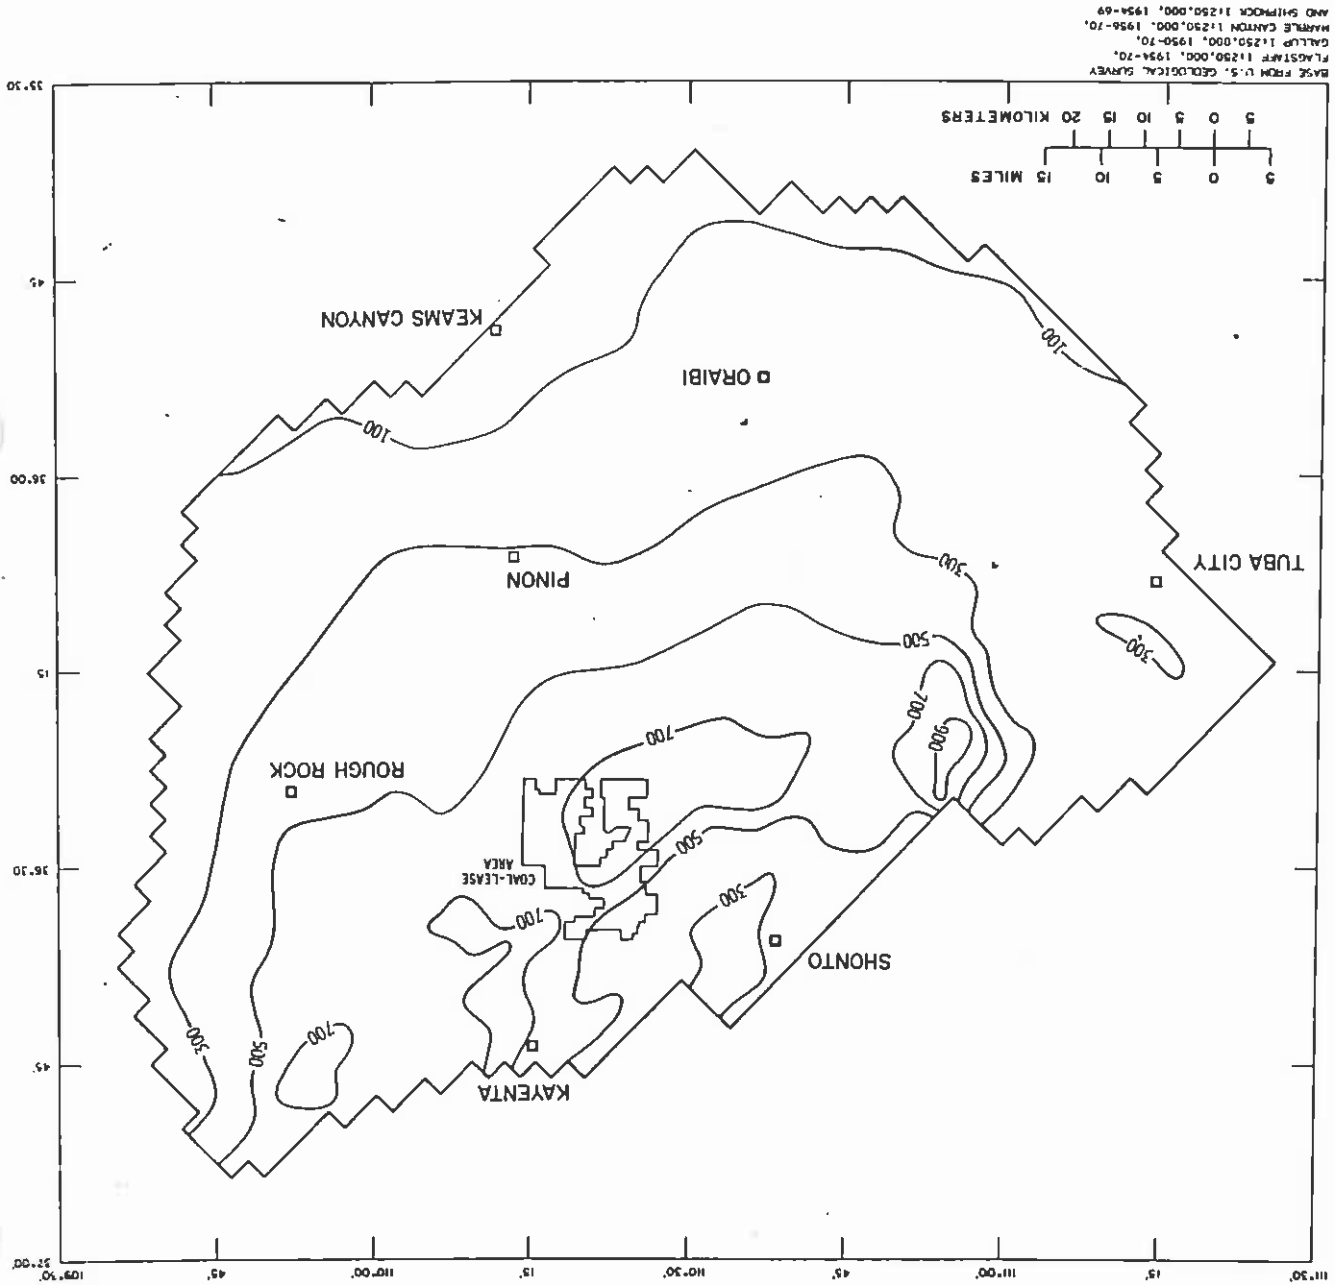 111°30' 15' 111°00' 45' 110°30' 15' 110°00' 45' 109°30'
37°00'
KAYENTA
45'
700
500
300
SHONTO
700
300
COAL-LEASE
AREA
36°30'
500
ROUGH ROCK
900
700
700
15'
300
500
TUBA CITY
300
PINON
36°00'
100
ORAIBI
100
KEAMS CANYON
45'
5 0 5 10 15 MILES
5 0 5 10 15 20 KILOMETERS
35°30'
BASE FROM U.S. GEOLOGICAL SURVEY
FLAGSTAFF 1:250,000, 1954-70,
GALLUP 1:250,000, 1950-70,
MARBLE CANYON 1:250,000, 1956-70,
AND SHIPROCK 1:250,000, 1954-69